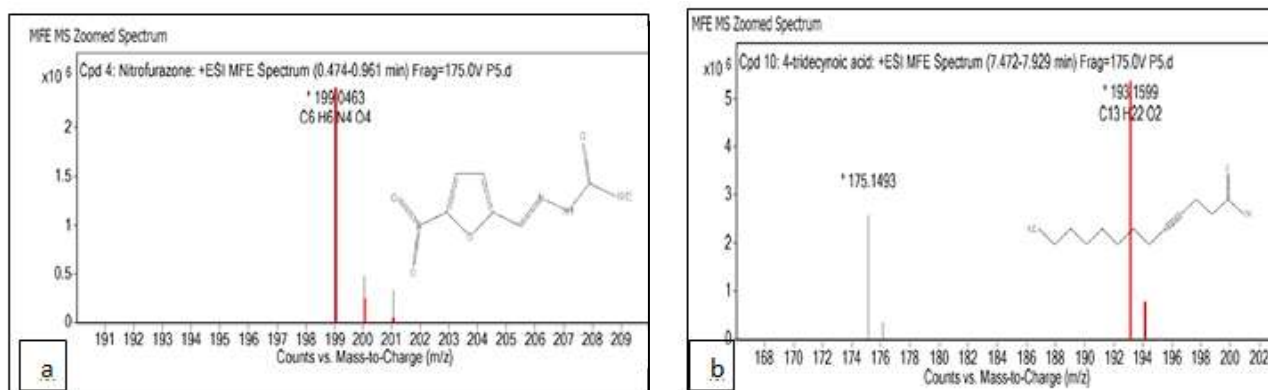 MFE MS Zoomed Spectrum
x10 6
Cpd 4: Nitrofurazone: +ESI MFE Spectrum (0.474-0.961 min) Frag=175.0V P5.d
* 199.0463
C6 H6 N4 O4
2
1.5
1
0.5
0
191 192 193 194 195 196 197 198 199 200 201 202 203 204 205 206 207 208 209
Counts vs. Mass-to-Charge (m/z)
a
MFE MS Zoomed Spectrum
x10 6
Cpd 10: 4-tridecynoic acid: +ESI MFE Spectrum (7.472-7.929 min) Frag=175.0V P5.d
* 193.1599
C13 H22 O2
* 175.1493
5
4
3
2
1
0
168 170 172 174 176 178 180 182 184 186 188 190 192 194 196 198 200 202
Counts vs. Mass-to-Charge (m/z)
b